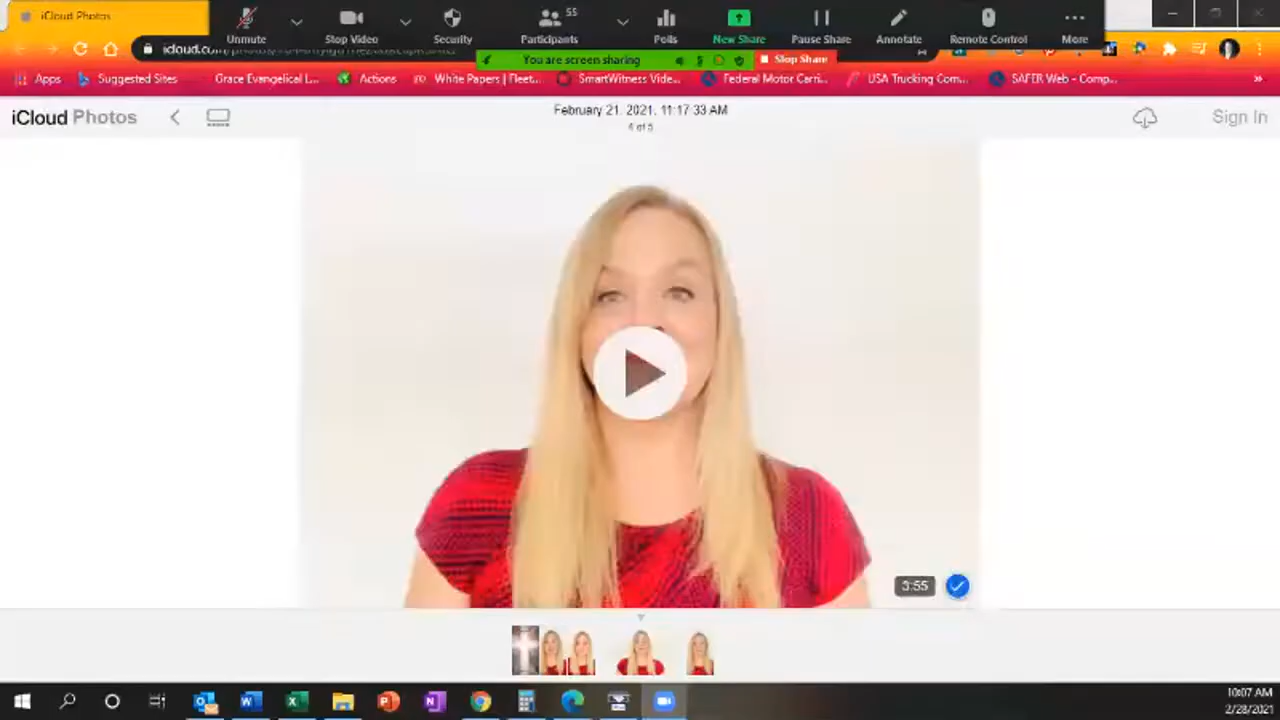 iCloud Photos
Unmute
Stop Video
Security
55
Participants
Polls
New Share
Pause Share
Annotate
Remote Control
More
You are screen sharing
Stop Share
Apps
Suggested Sites
Grace Evangelical L...
Actions
White Papers | Fleet...
SmartWitness Vide...
Federal Motor Carri...
USA Trucking Com...
SAFER Web - Comp...
»
iCloud Photos
February 21, 2021, 11:17:33 AM
Sign In
3:55
10:07 AM
2/28/2021